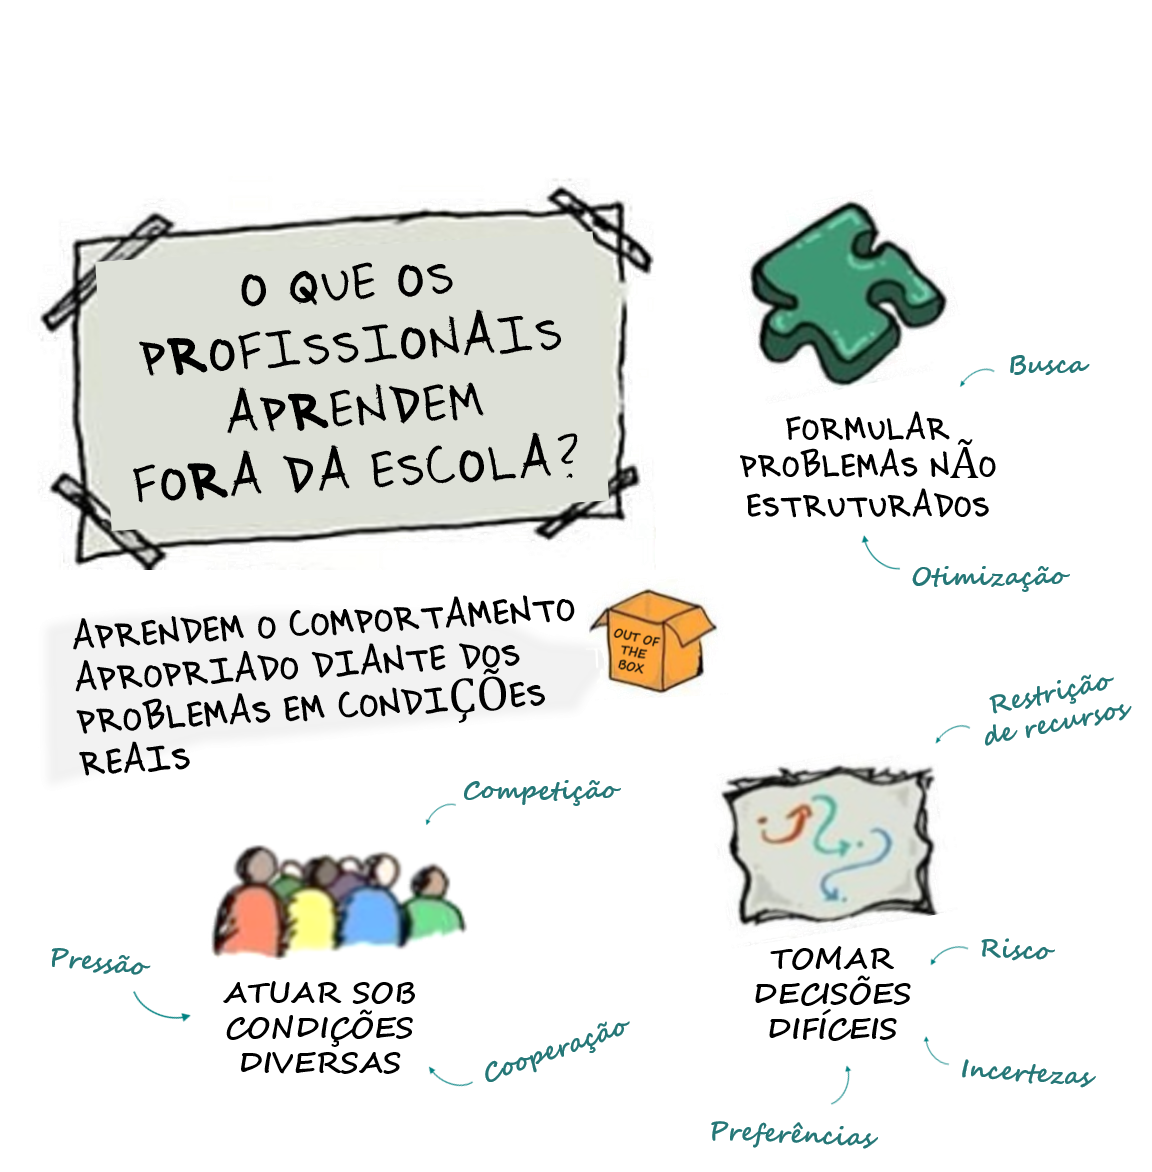 O QUE OS
PROFISSIONAIS
APRENDEM
FORA DA ESCOLA?
APRENDEM O COMPORTAMENTO
APROPRIADO DIANTE DOS
PROBLEMAS EM CONDIÇÕES
REAIS
OUT OF
THE
BOX
Busca
FORMULAR
PROBLEMAS NÃO
ESTRUTURADOS
Otimização
Competição
Pressão
ATUAR SOB
CONDIÇÕES
DIVERSAS
Cooperação
Restrição
de recursos
TOMAR
DECISÕES
DIFÍCEIS
Risco
Incertezas
Preferências